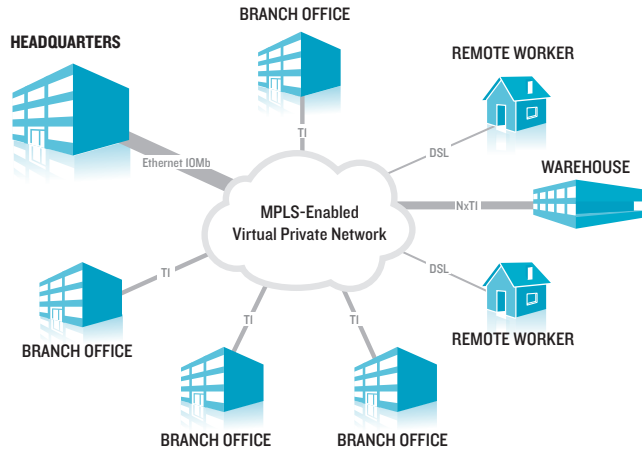 BRANCH OFFICE
HEADQUARTERS
REMOTE WORKER
TI
Ethernet IOMb
DSL
WAREHOUSE
NxTI
MPLS-Enabled
Virtual Private Network
TI
DSL
BRANCH OFFICE
TI
TI
REMOTE WORKER
BRANCH OFFICE
BRANCH OFFICE